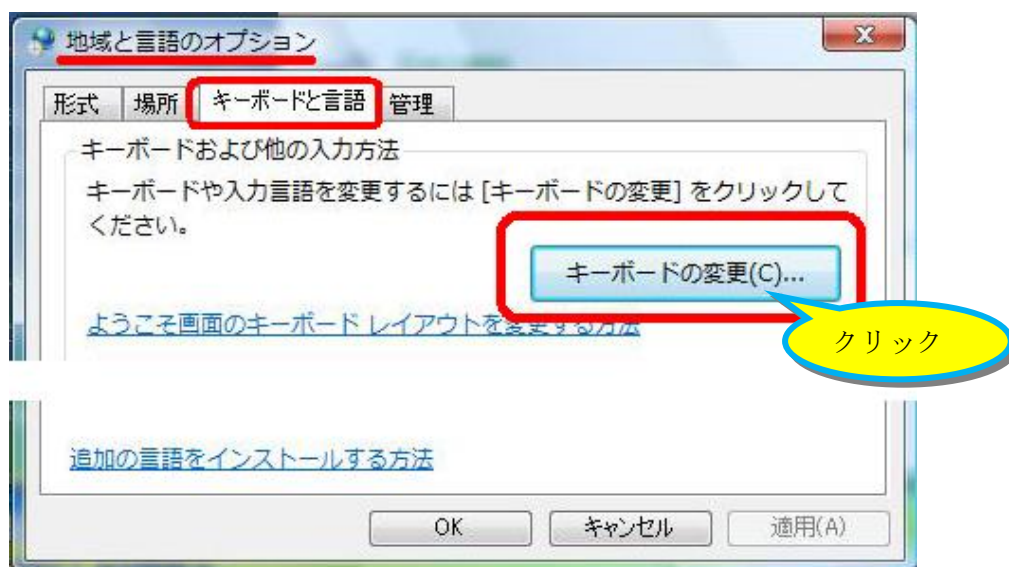 地域と言語のオプション
形式 場所 キーボードと言語 管理
キーボードおよび他の入力方法
キーボードや入力言語を変更するには [キーボードの変更] をクリックして
ください。
キーボードの変更(C)...
ようこそ画面のキーボード レイアウトを変更する方法
クリック
追加の言語をインストールする方法
OK キャンセル 適用(A)